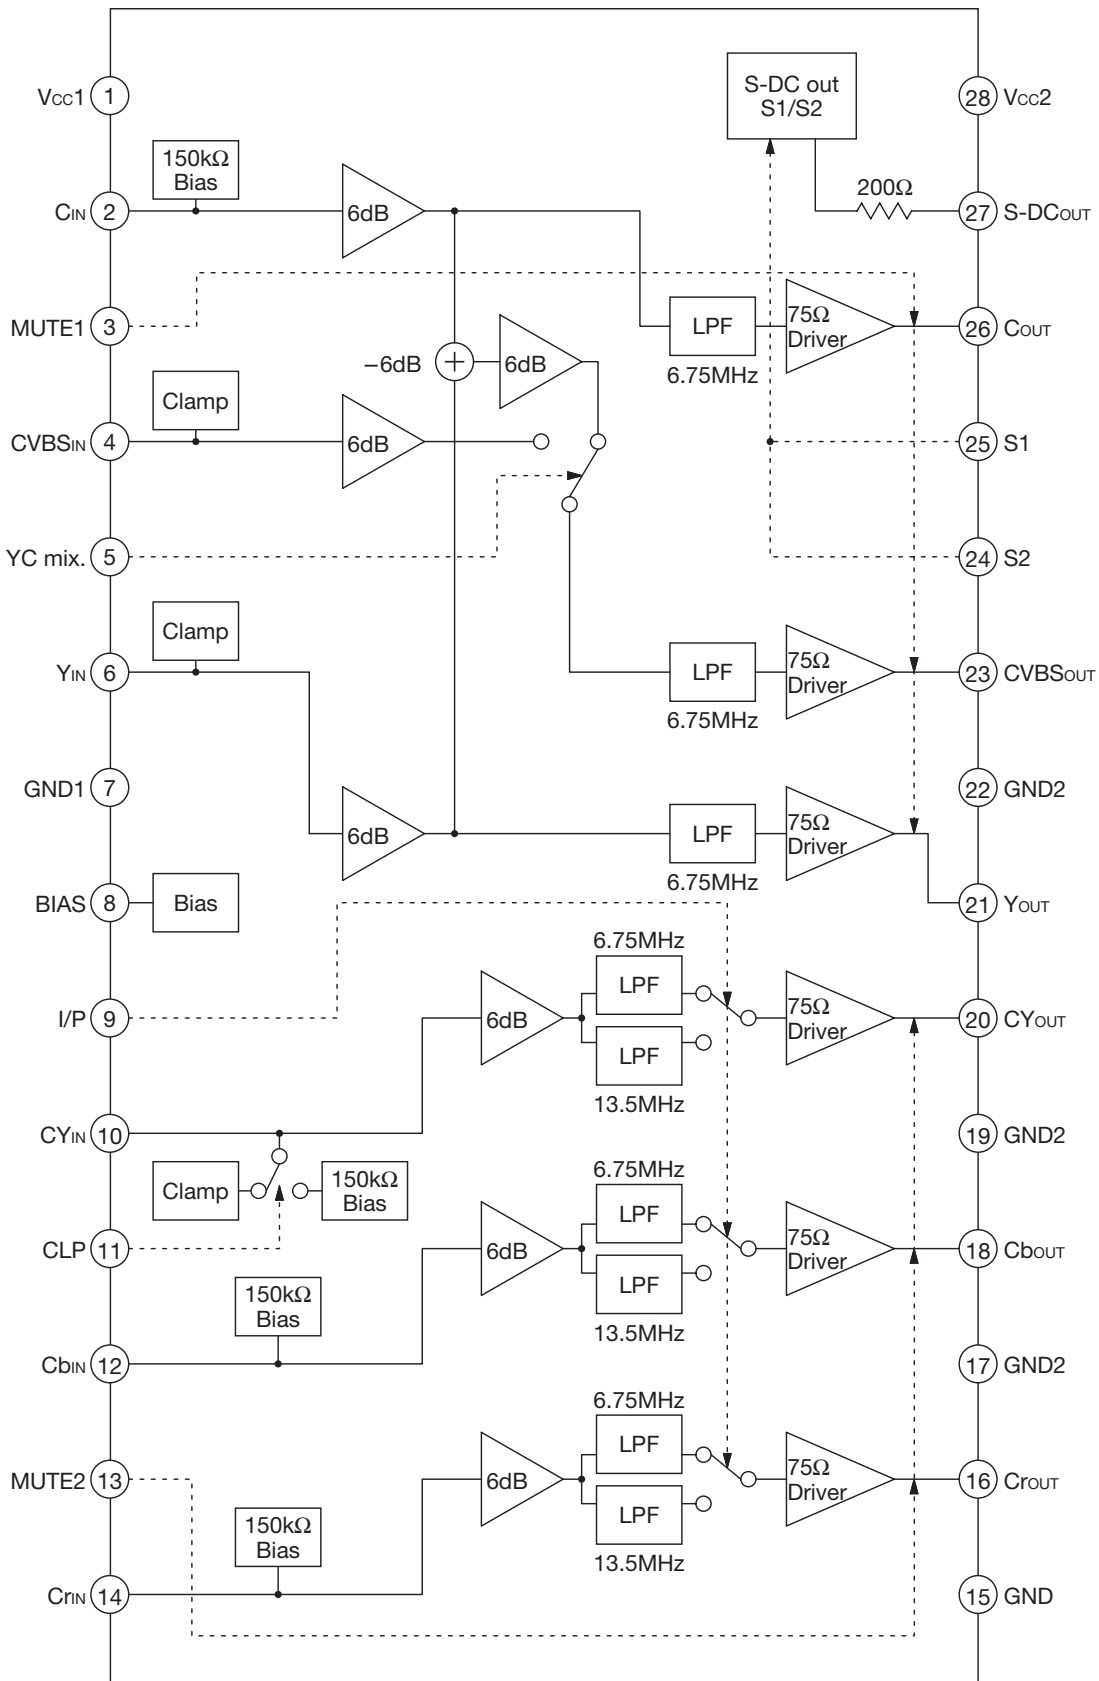 S-DC out
S1/S2
VCC1 1
28 VCC2
150kΩ
Bias
200Ω
CIN 2
6dB
27 S-DCOUT
MUTE1 3
LPF
75Ω
Driver
26 COUT
6.75MHz
−6dB
+
6dB
Clamp
CVBSIN 4
6dB
25 S1
YC mix. 5
24 S2
Clamp
YIN 6
LPF
75Ω
Driver
23 CVBSOUT
6.75MHz
GND1 7
22 GND2
6dB
LPF
75Ω
Driver
6.75MHz
BIAS 8
Bias
21 YOUT
6.75MHz
LPF
I/P 9
6dB
75Ω
Driver
20 CYOUT
LPF
13.5MHz
CYIN 10
19 GND2
Clamp
150kΩ
Bias
6.75MHz
LPF
CLP 11
6dB
75Ω
Driver
18 CbOUT
LPF
13.5MHz
150kΩ
Bias
CbIN 12
17 GND2
6.75MHz
LPF
MUTE2 13
6dB
75Ω
Driver
16 CrOUT
LPF
13.5MHz
150kΩ
Bias
CrIN 14
15 GND